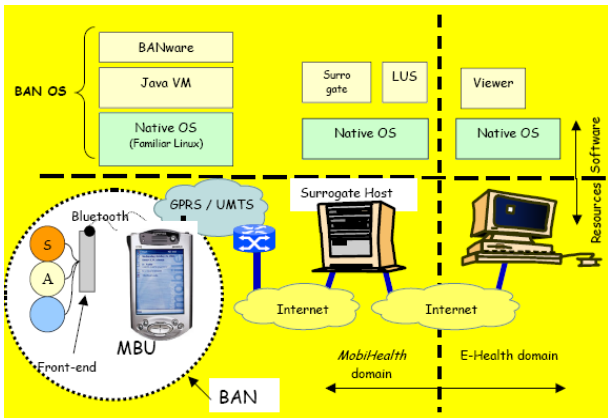 BANware
BAN OS
Java VM
Native OS
(Familiar Linux)
Surro
gate
LUS
Native OS
Viewer
Native OS
Resources Software
GPRS / UMTS
Surrogate Host
Bluetooth
S
A
MBU
Front-end
BAN
Internet
Internet
MobiHealth
domain
E-Health domain